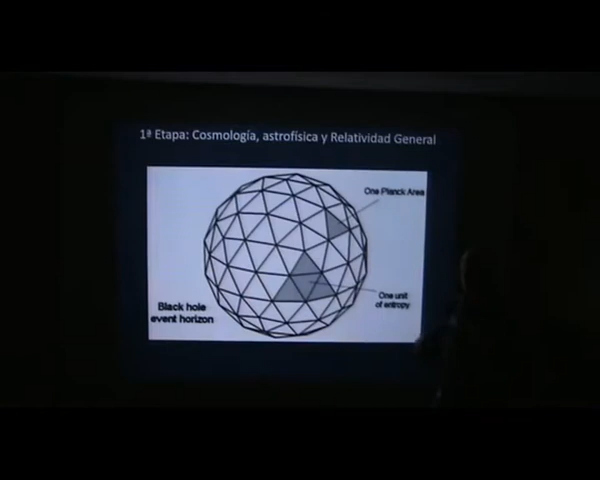 1ª Etapa: Cosmología, astrofísica y Relatividad General
One Planck Area
One unit
of entropy
Black hole
event horizon